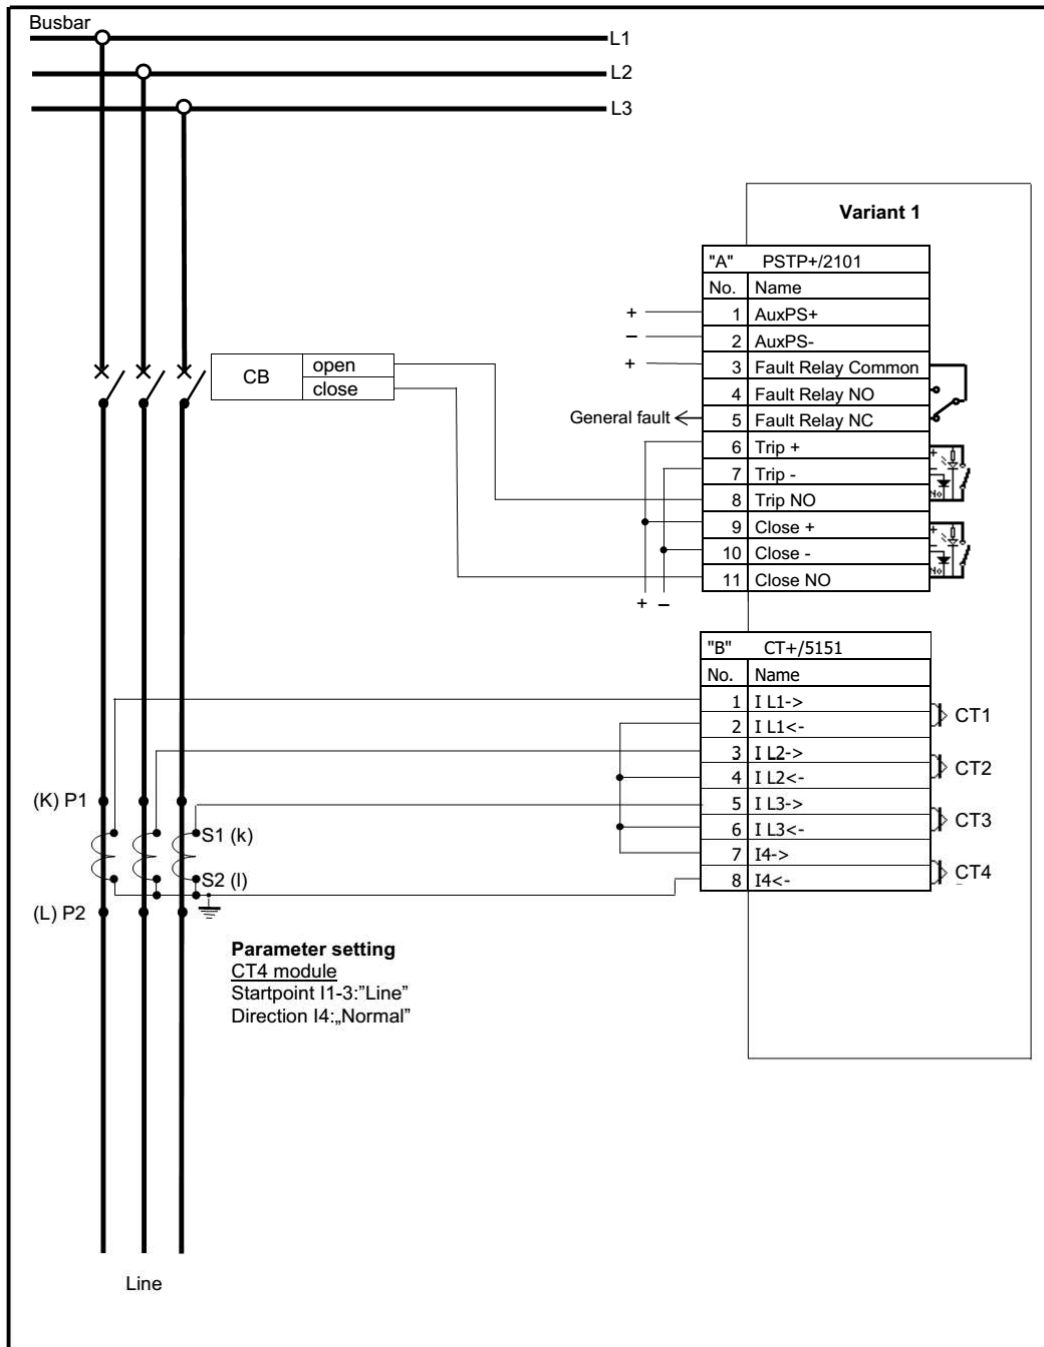 Busbar
L1
L2
L3
Variant 1
"A" PSTP+/2101
No. Name
+ 1 AuxPS+
– 2 AuxPS-
+ 3 Fault Relay Common
4 Fault Relay NO
General fault 5 Fault Relay NC
6 Trip +
7 Trip -
8 Trip NO
9 Close +
10 Close -
11 Close NO
+ –
CB open
close
"B" CT+/5151
No. Name
1 I L1->
2 I L1<-
CT1
3 I L2->
4 I L2<-
CT2
5 I L3->
6 I L3<-
CT3
7 I4->
8 I4<-
CT4
(K) P1
S1 (k)
S2 (l)
(L) P2
Parameter setting
CT4 module
Startpoint I1-3:”Line”
Direction I4:„Normal”
Line